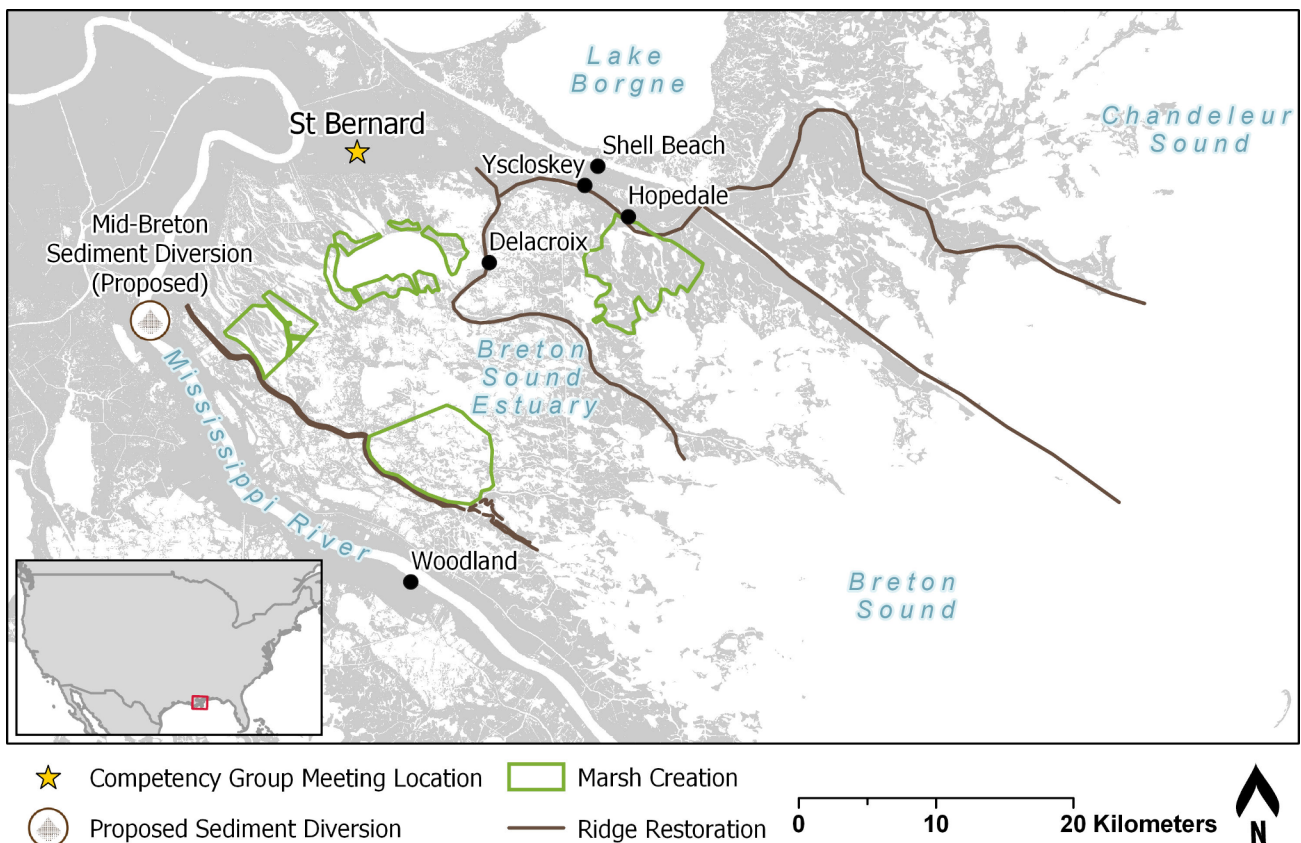 Lake
Borgne
Chandeleur
Sound
St Bernard
Shell Beach
Yscloskey
Hopedale
Mid-Breton
Sediment Diversion
(Proposed)
Delacroix
Breton
Sound
Estuary
Mississippi River
Woodland
Breton
Sound
Competency Group Meeting Location
Marsh Creation
Proposed Sediment Diversion
Ridge Restoration
0 10 20 Kilometers
N